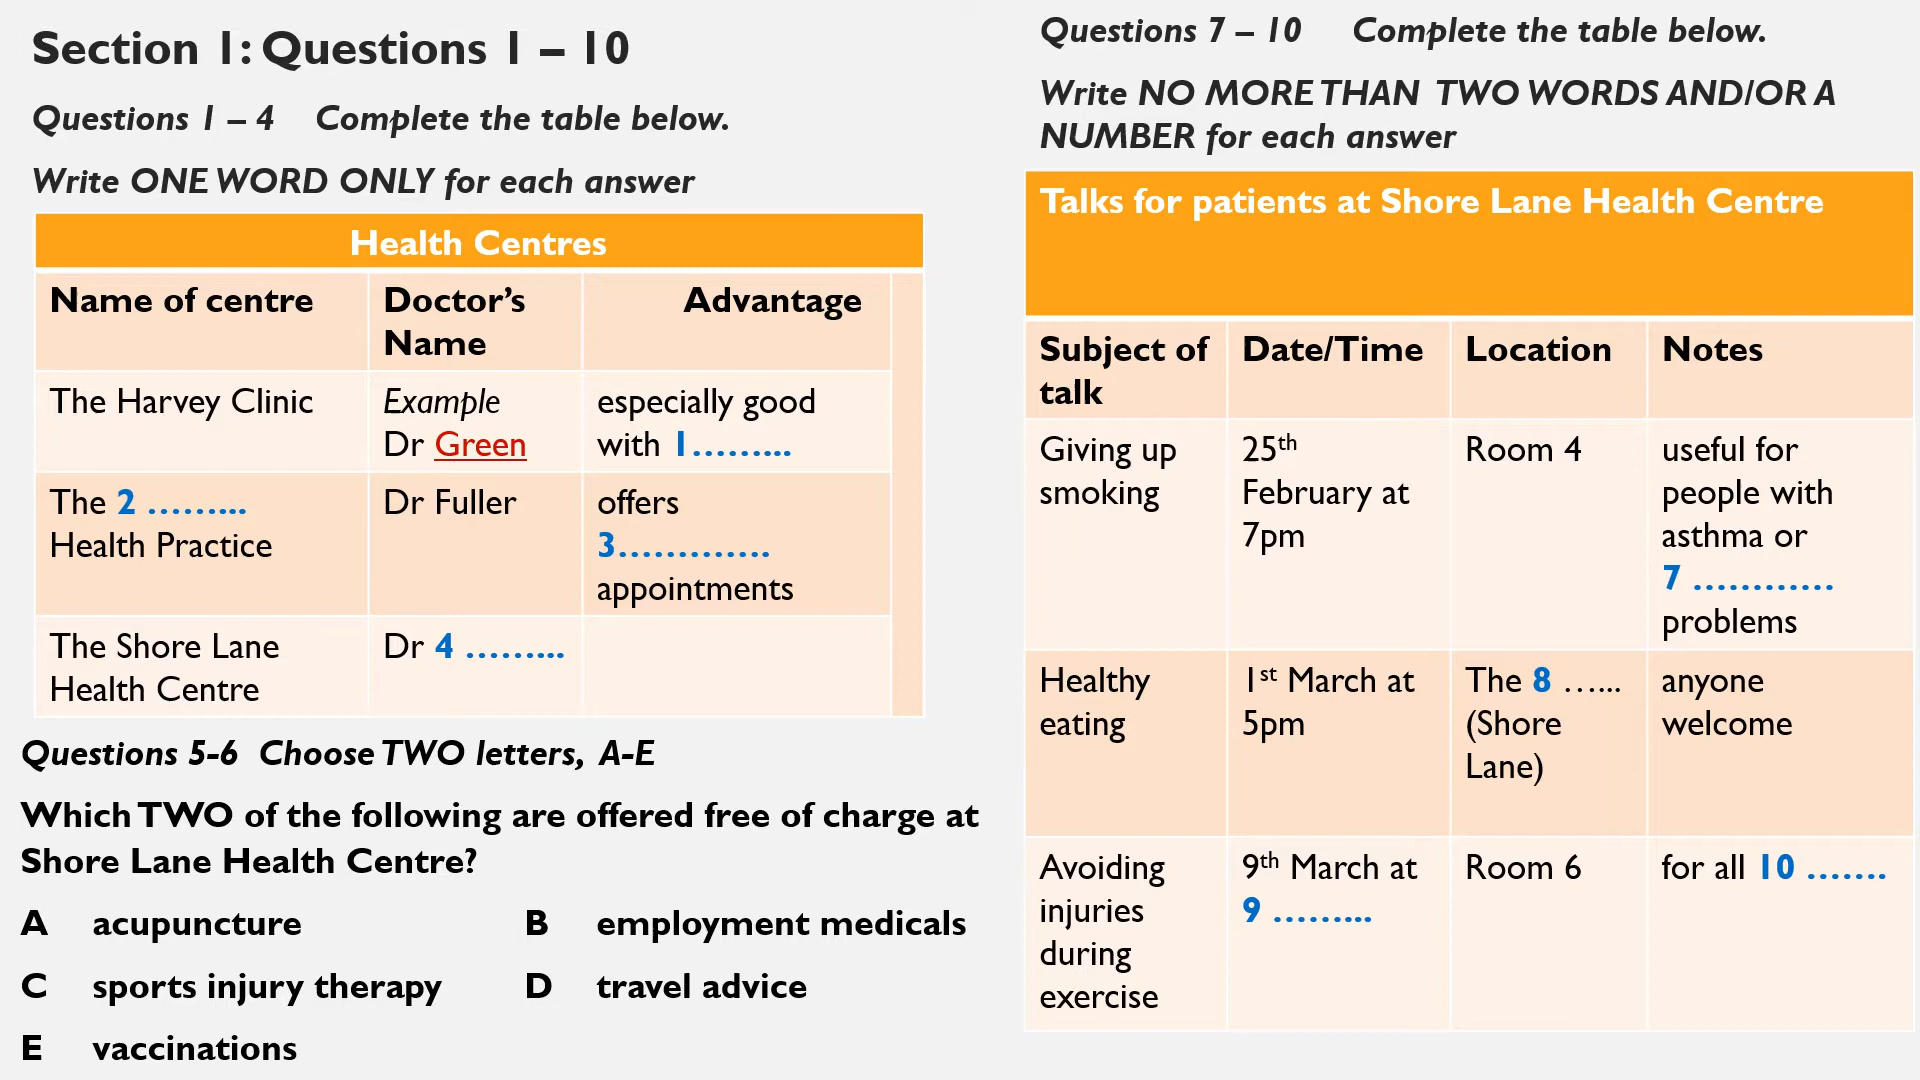 Section 1: Questions 1 – 10
Questions 1 – 4 Complete the table below.
Write ONE WORD ONLY for each answer
Health Centres
Name of centre
Doctor’s
Name
Advantage
The Harvey Clinic
Example
Dr Green
especially good
with 1……...
The 2 ……...
Health Practice
Dr Fuller
offers
3………….
appointments
The Shore Lane
Health Centre
Dr 4 ……...
Questions 5-6 Choose TWO letters, A-E
Which TWO of the following are offered free of charge at
Shore Lane Health Centre?
A acupuncture
B employment medicals
C sports injury therapy
D travel advice
E vaccinations
Questions 7 – 10 Complete the table below.
Write NO MORE THAN TWO WORDS AND/OR A
NUMBER for each answer
Talks for patients at Shore Lane Health Centre
Subject of
talk
Date/Time
Location
Notes
Giving up
smoking
25th
February at
7pm
Room 4
useful for
people with
asthma or
7 …………
problems
Healthy
eating
1st March at
5pm
The 8 …...
(Shore
Lane)
anyone
welcome
Avoiding
injuries
during
exercise
9th March at
9 ……...
Room 6
for all 10 …….